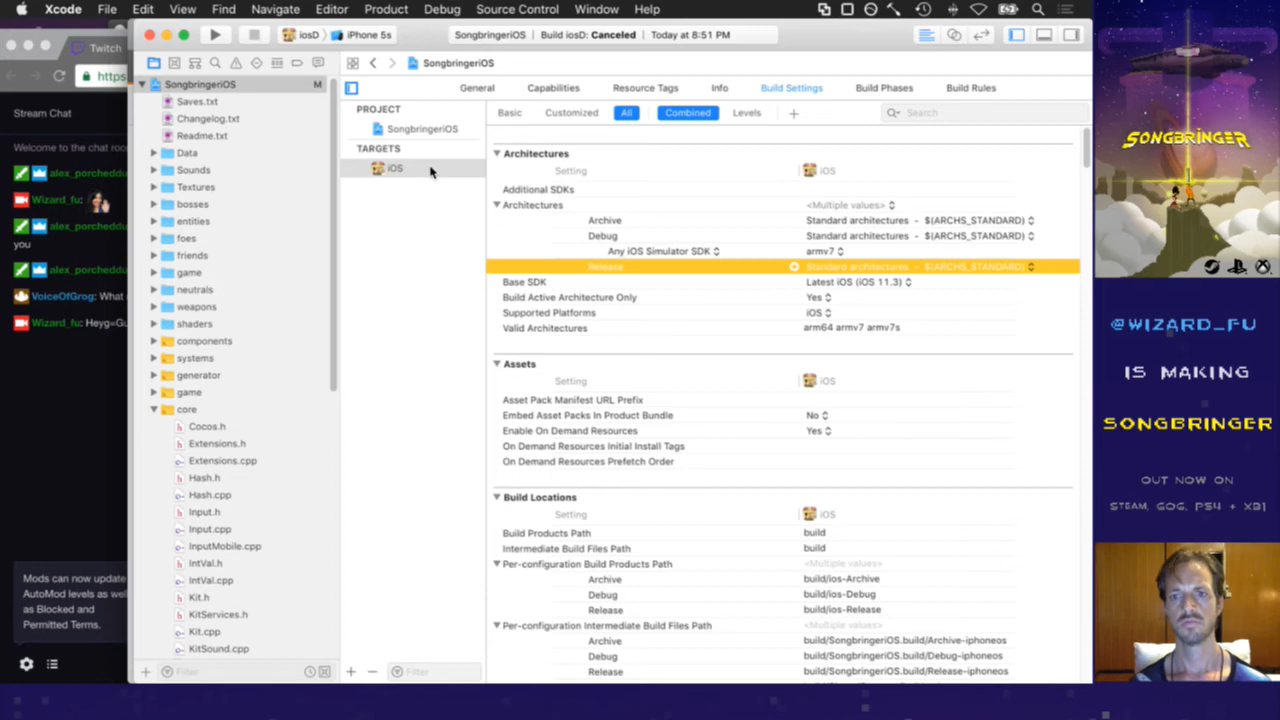 Xcode File Edit View Find Navigate Editor Product Debug Source Control Window Help
Twitch
https
Stream Chat
Welcome to the chat roo
alex_porcheddu
Wizard_fu:
alex_porcheddu
you
alex_porcheddu
VoiceOfGrog: What
Wizard_fu: Heyg=Gu
Mods can now update
AutoMod levels as well
as Blocked and
Permitted Terms.
iosD iPhone 5s
SongbringeriOS Build iosD: Canceled Today at 8:51 PM
SongbringeriOS M
Saves.txt
Changelog.txt
Readme.txt
Data
Sounds
Textures
bosses
entities
foes
friends
game
neutrals
weapons
shaders
components
systems
generator
game
core
Cocos.h
Extensions.h
Extensions.cpp
Hash.h
Hash.cpp
Input.h
Input.cpp
InputMobile.cpp
IntVal.h
IntVal.cpp
Kit.h
KitServices.h
Kit.cpp
KitSound.cpp
Filter
SongbringeriOS
General Capabilities Resource Tags Info Build Settings Build Phases Build Rules
PROJECT
SongbringeriOS
TARGETS
iOS
Filter
Basic Customized All Combined Levels Search
Architectures
Setting iOS
Additional SDKs
Architectures <Multiple values>
Archive Standard architectures - $(ARCHS_STANDARD)
Debug Standard architectures - $(ARCHS_STANDARD)
Any iOS Simulator SDK armv7
Release Standard architectures - $(ARCHS_STANDARD)
Base SDK Latest iOS (iOS 11.3)
Build Active Architecture Only Yes
Supported Platforms iOS
Valid Architectures arm64 armv7 armv7s
Assets
Setting iOS
Asset Pack Manifest URL Prefix
Embed Asset Packs In Product Bundle No
Enable On Demand Resources Yes
On Demand Resources Initial Install Tags
On Demand Resources Prefetch Order
Build Locations
Setting iOS
Build Products Path build
Intermediate Build Files Path build
Per-configuration Build Products Path <Multiple values>
Archive build/ios-Archive
Debug build/ios-Debug
Release build/ios-Release
Per-configuration Intermediate Build Files Path <Multiple values>
Archive build/SongbringeriOS.build/Archive-iphoneos
Debug build/SongbringeriOS.build/Debug-iphoneos
Release build/SongbringeriOS.build/Release-iphoneos
SONGBRINGER
@WIZARD_FU
IS MAKING
SONGBRINGER
OUT NOW ON
STEAM, GOG, PS4 + XB1